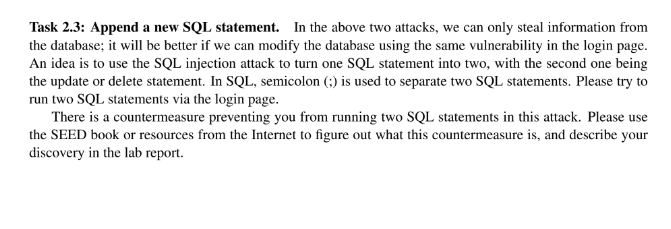 Task 2.3: Append a new SQL statement. In the above two attacks, we can only steal information from
the database; it will be better if we can modify the database using the same vulnerability in the login page.
An idea is to use the SQL injection attack to turn one SQL statement into two, with the second one being
the update or delete statement. In SQL, semicolon (;) is used to separate two SQL statements. Please try to
run two SQL statements via the login page.
There is a countermeasure preventing you from running two SQL statements in this attack. Please use
the SEED book or resources from the Internet to figure out what this countermeasure is, and describe your
discovery in the lab report.